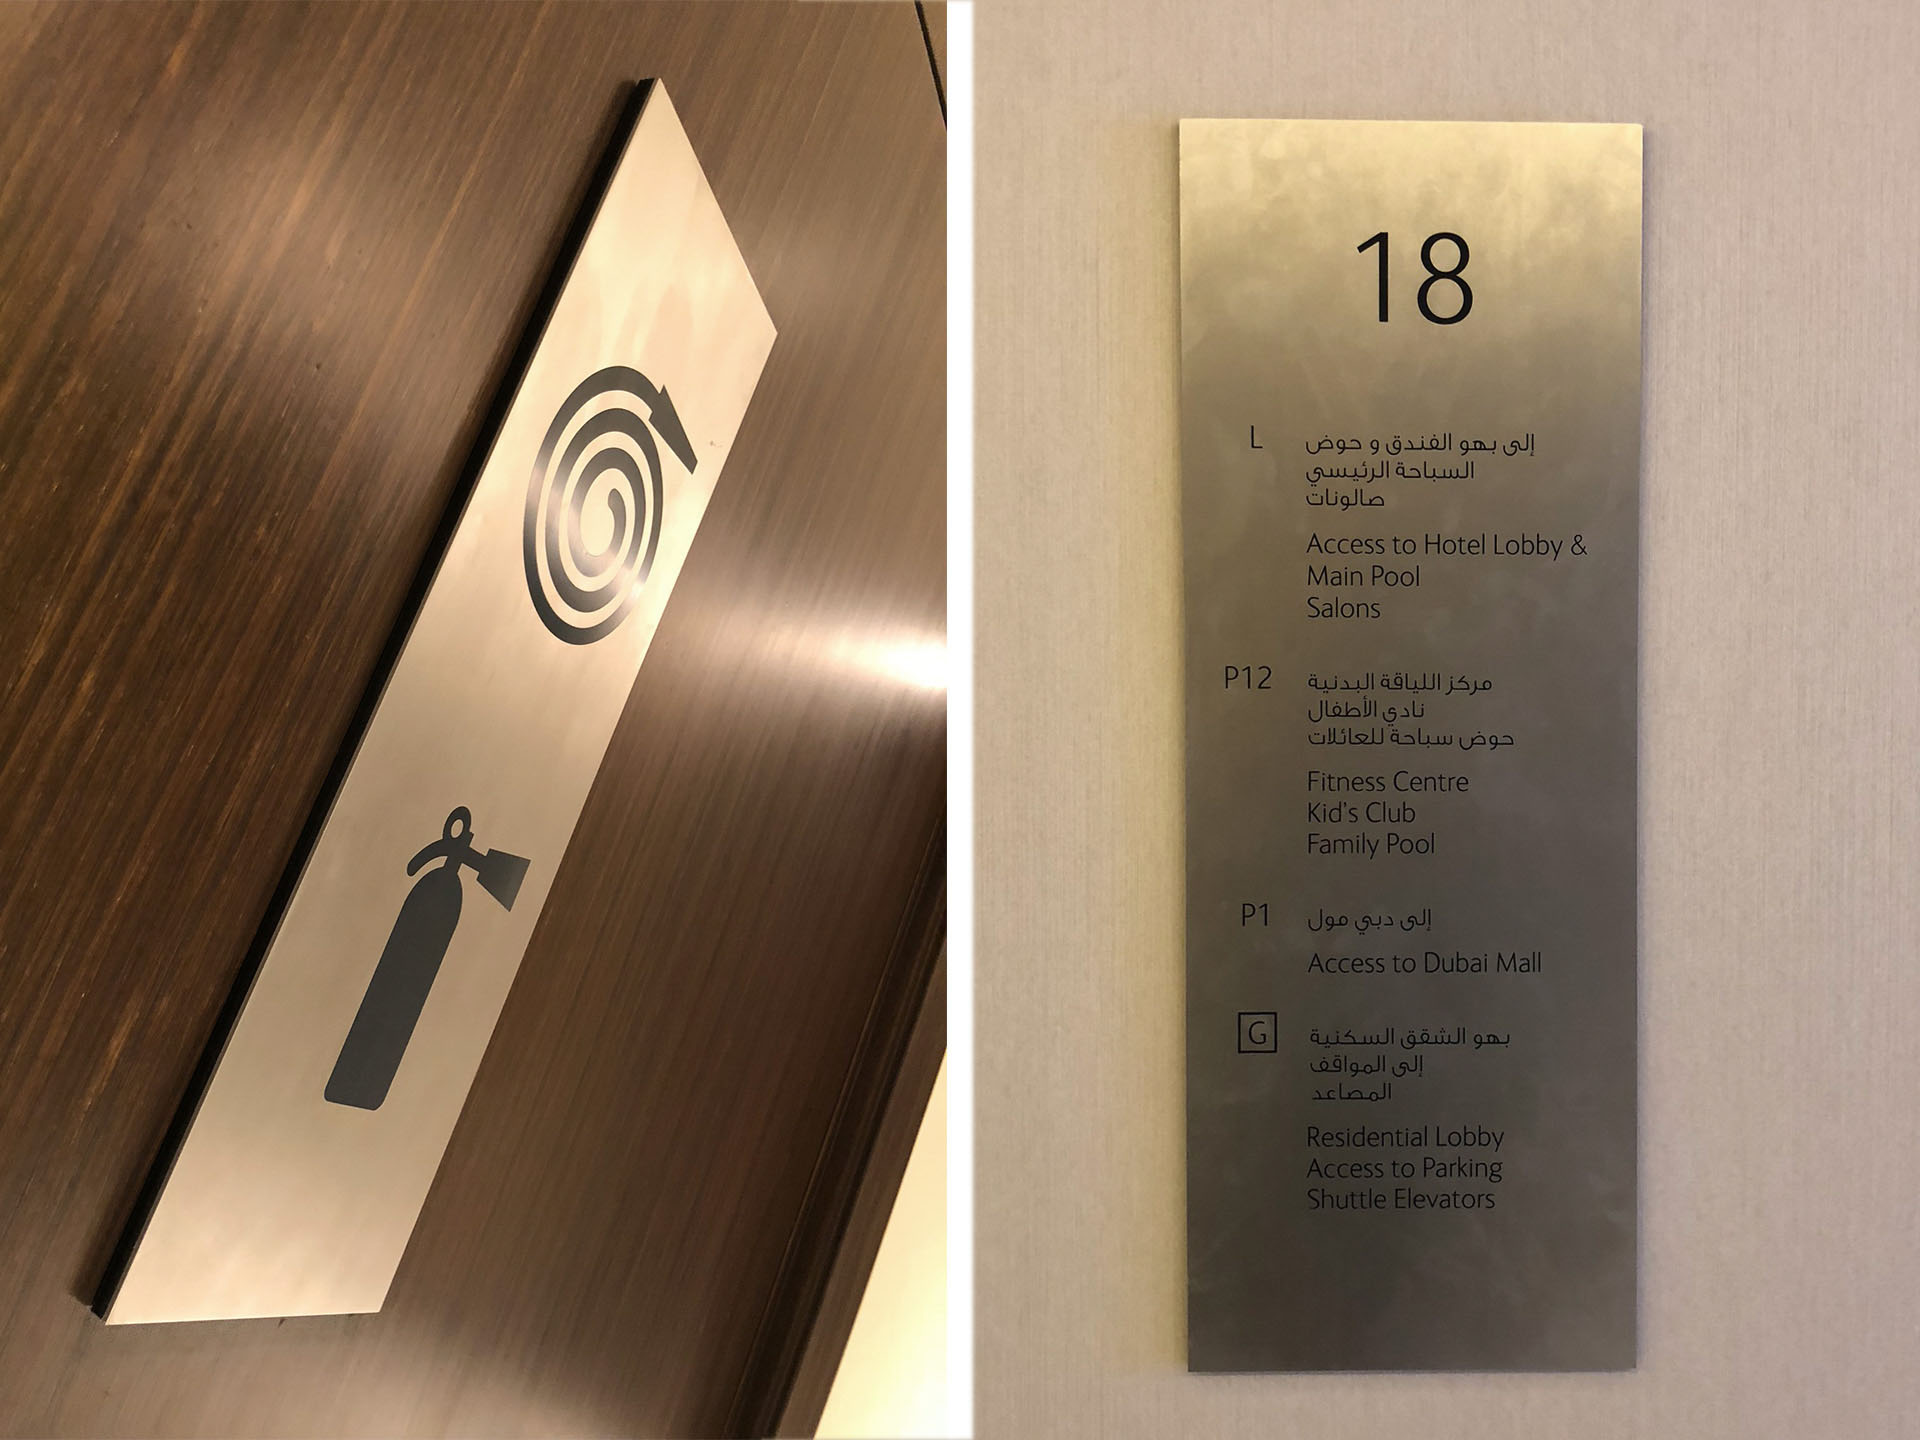 18
L
إلى بهو الفندق و حوض
السباحة الرئيسي
صالونات
Access to Hotel Lobby &
Main Pool
Salons
P12
مركز اللياقة البدنية
نادي الأطفال
حوض سباحة للعائلات
Fitness Centre
Kid's Club
Family Pool
P1
إلى دبي مول
Access to Dubai Mall
G
بهو الشقق السكنية
إلى المواقف
المصاعد
Residential Lobby
Access to Parking
Shuttle Elevators